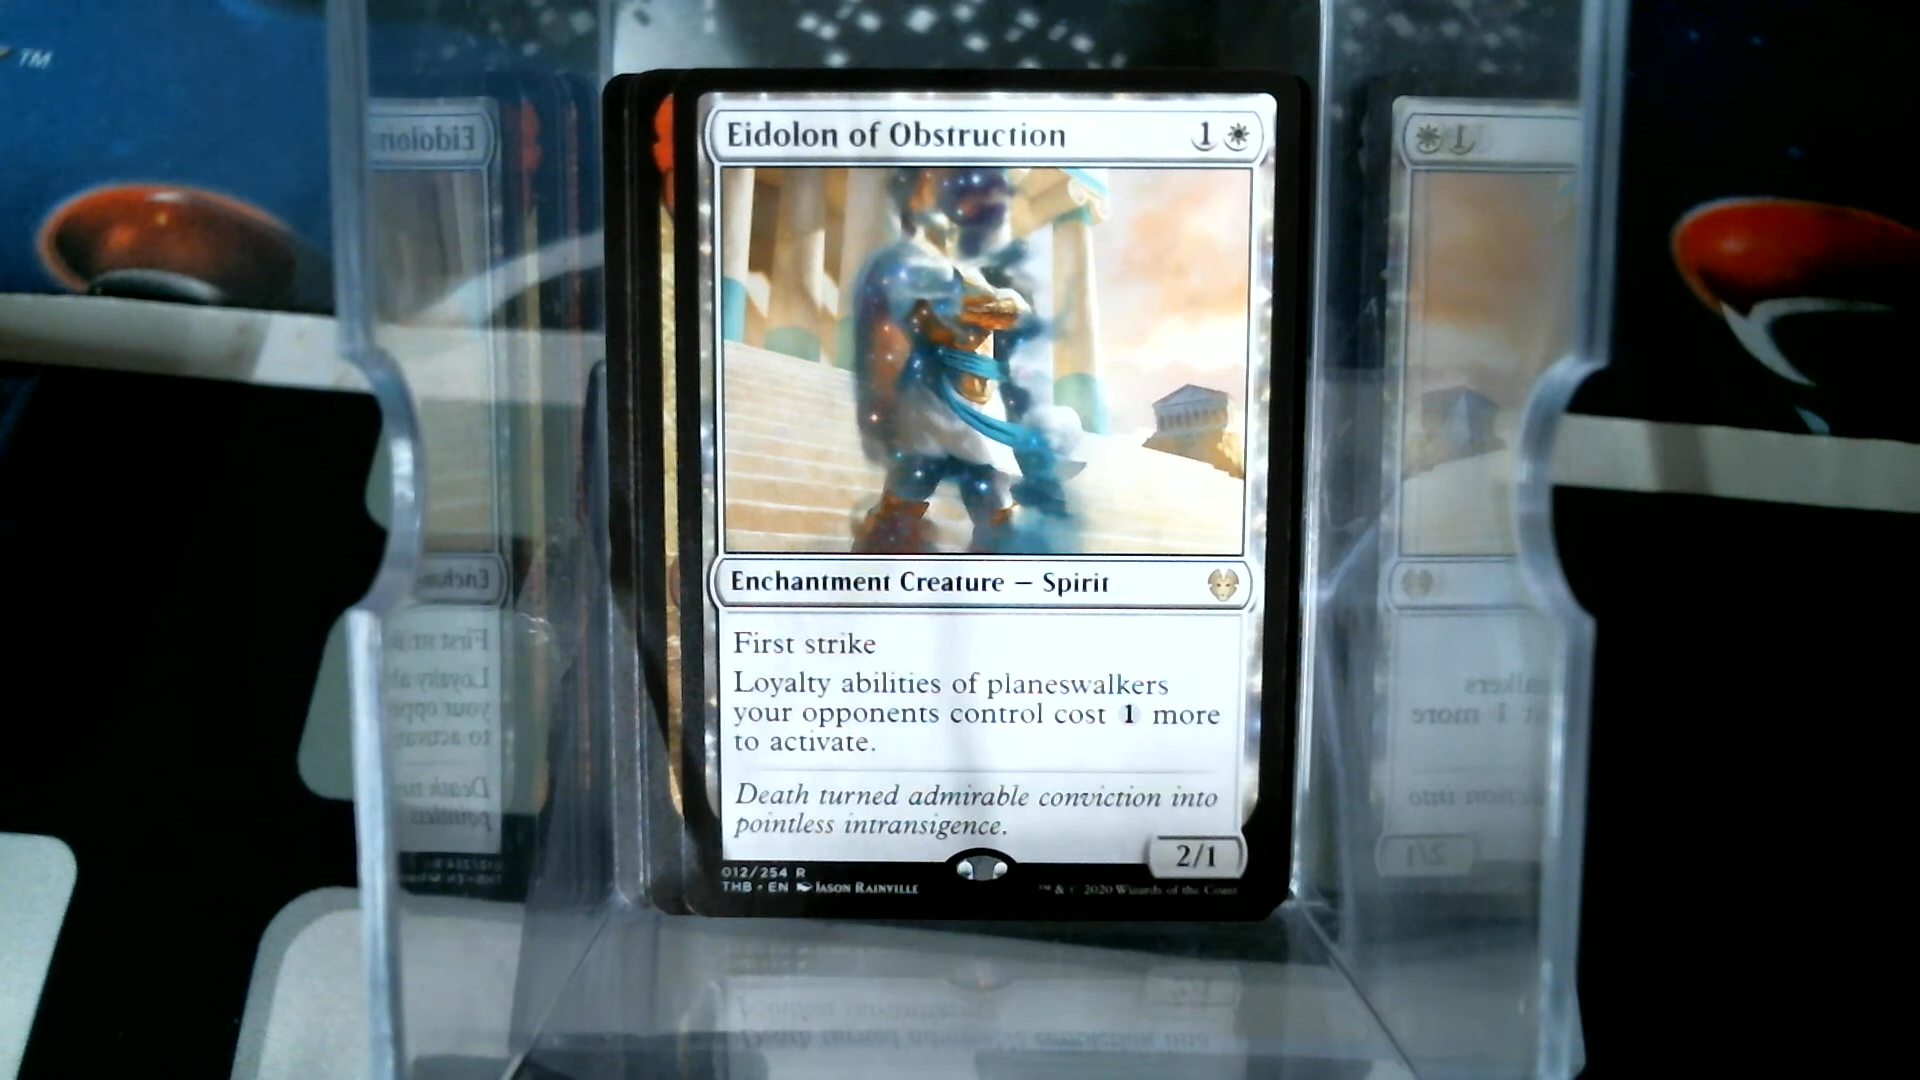 TM
Eidolon of Obstruction 1
Enchantment Creature — Spirit
First strike
Loyalty abilities of planeswalkers
your opponents control cost 1 more
to activate.
Death turned admirable conviction into
pointless intransigence.
2/1
012/254 R
THB • EN Jason Rainville
™ & © 2020 Wizards of the Coast